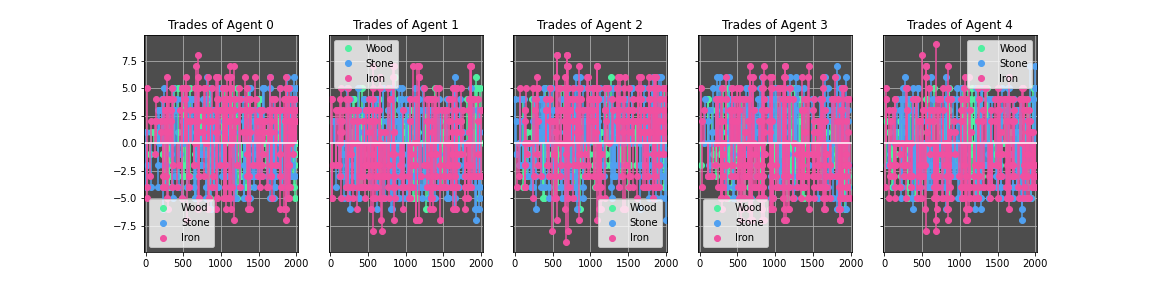 Trades of Agent 0
Trades of Agent 1
Trades of Agent 2
Trades of Agent 3
Trades of Agent 4
7.5
5.0
2.5
0.0
−2.5
−5.0
−7.5
Wood
Stone
Iron
0 500 1000 1500 2000
Wood
Stone
Iron
0 500 1000 1500 2000
Wood
Stone
Iron
0 500 1000 1500 2000
Wood
Stone
Iron
0 500 1000 1500 2000
Wood
Stone
Iron
0 500 1000 1500 2000